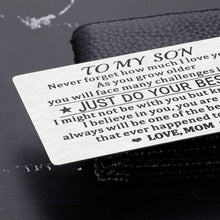 TO MY SON
Never forget how much I love you
As you grow older
you will face many challenges
★ JUST DO YOUR BES
I might not be with you but kn
I believe in you, you are
always will be one of the bes
that ever happened to
❤ LOVE, MOM